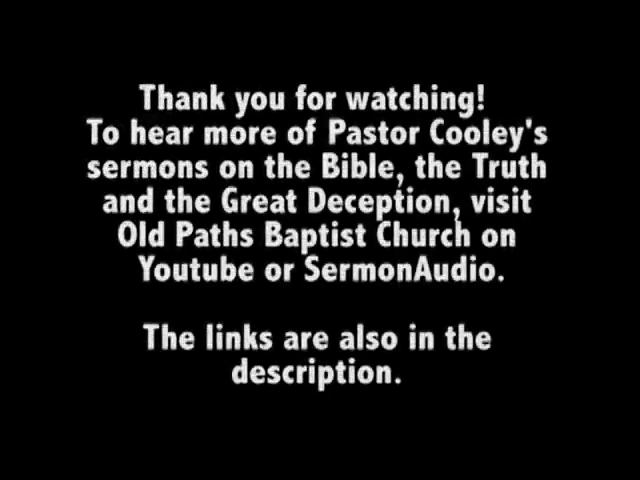 Thank you for watching!
To hear more of Pastor Cooley's
sermons on the Bible, the Truth
and the Great Deception, visit
Old Paths Baptist Church on
Youtube or SermonAudio.
The links are also in the
description.